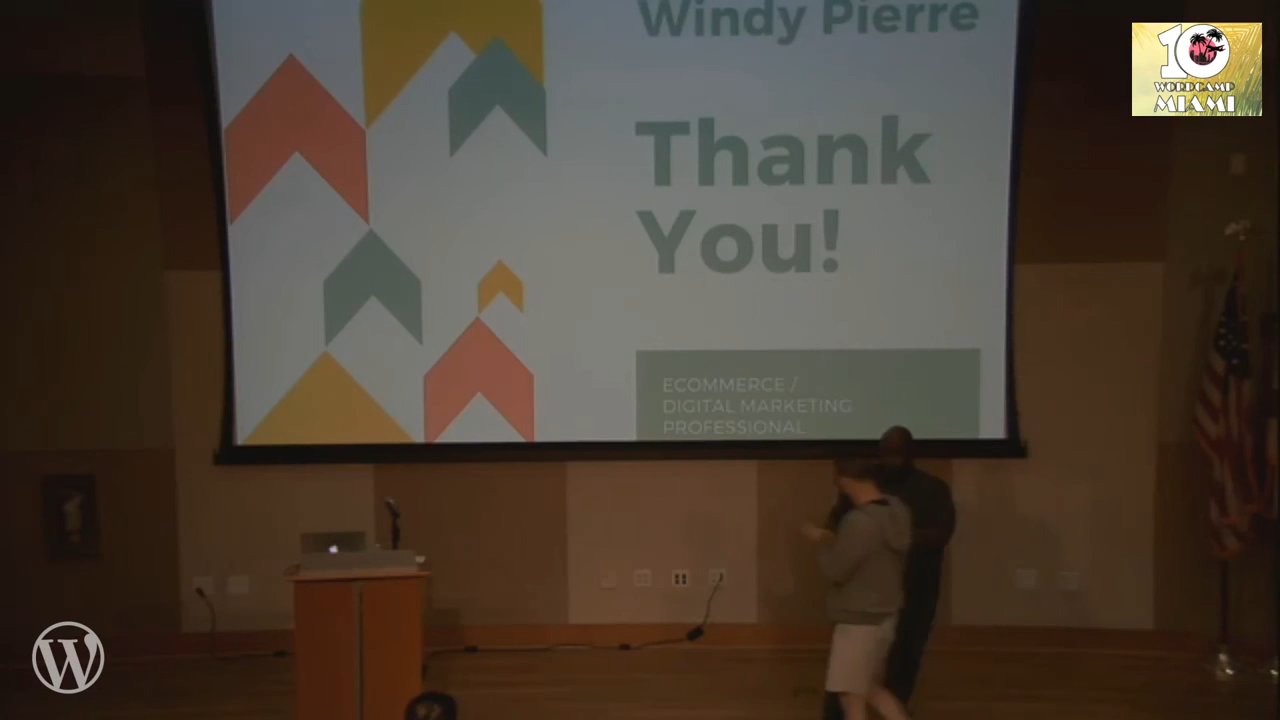 Windy Pierre
Thank
You!
ECOMMERCE /
DIGITAL MARKETING
PROFESSIONAL
10
WORDCAMP
MIAMI
W